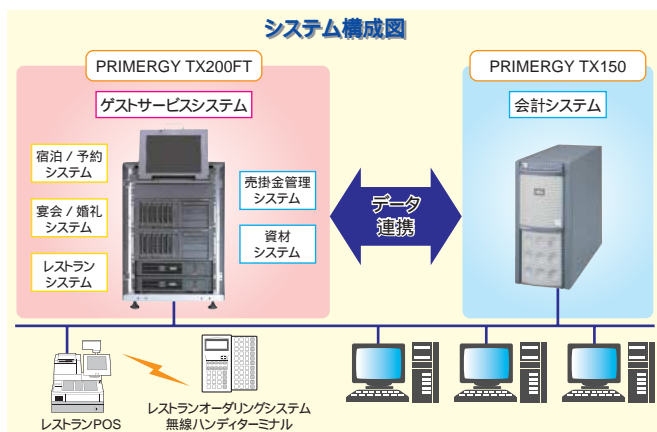 システム構成図
PRIMERGY TX200FT
ゲストサービスシステム
宿泊 / 予約
システム
宴会 / 婚礼
システム
レストラン
システム
売掛金管理
システム
資材
システム
データ
連携
PRIMERGY TX150
会計システム
レストランPOS
レストランオーダリングシステム
無線ハンディターミナル